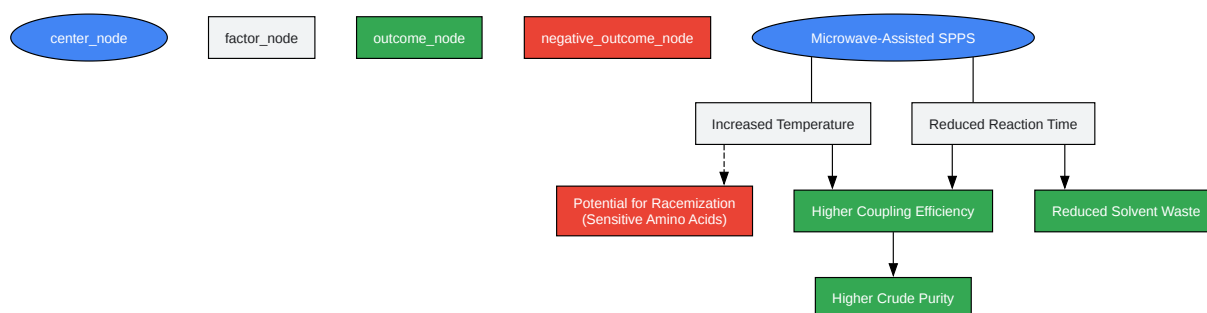 center_node
factor_node
outcome_node
negative_outcome_node
Microwave-Assisted SPPS
Increased Temperature
Reduced Reaction Time
Potential for Racemization
(Sensitive Amino Acids)
Higher Coupling Efficiency
Reduced Solvent Waste
Higher Crude Purity